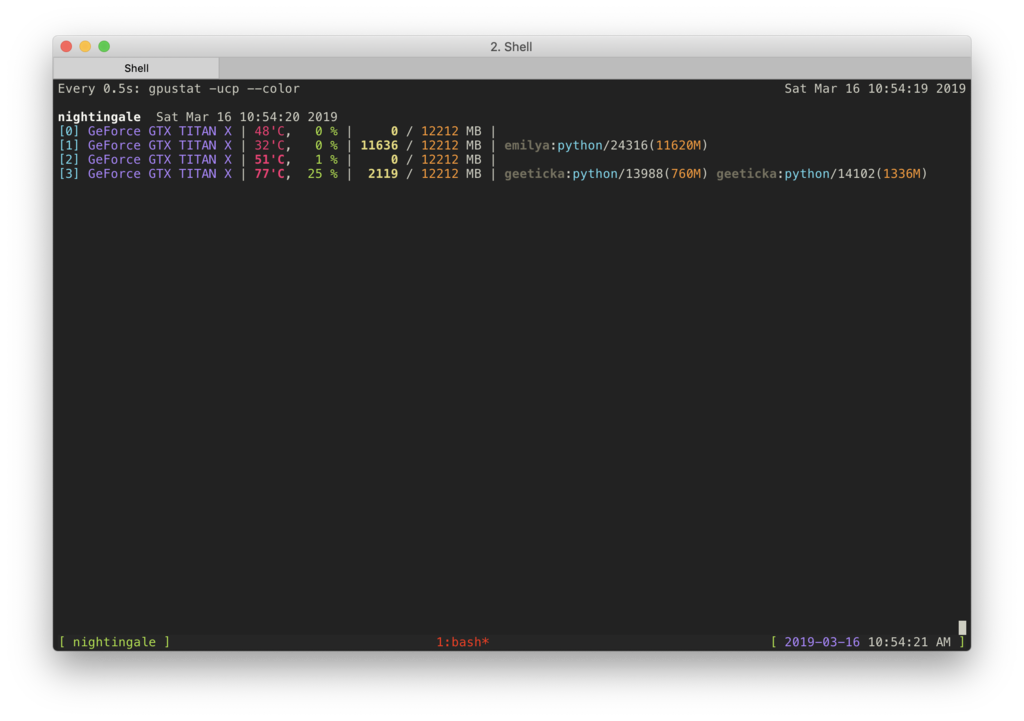 2. Shell
Shell
Every 0.5s: gpustat -ucp --color Sat Mar 16 10:54:19 2019
nightingale  Sat Mar 16 10:54:20 2019
[0] GeForce GTX TITAN X | 48'C,   0 % |     0 / 12212 MB |
[1] GeForce GTX TITAN X | 32'C,   0 % | 11636 / 12212 MB | emilya:python/24316(11620M)
[2] GeForce GTX TITAN X | 51'C,   1 % |     0 / 12212 MB |
[3] GeForce GTX TITAN X | 77'C,  25 % |  2119 / 12212 MB | geeticka:python/13988(760M) geeticka:python/14102(1336M)
[ nightingale ] 1:bash* [ 2019-03-16 10:54:21 AM ]